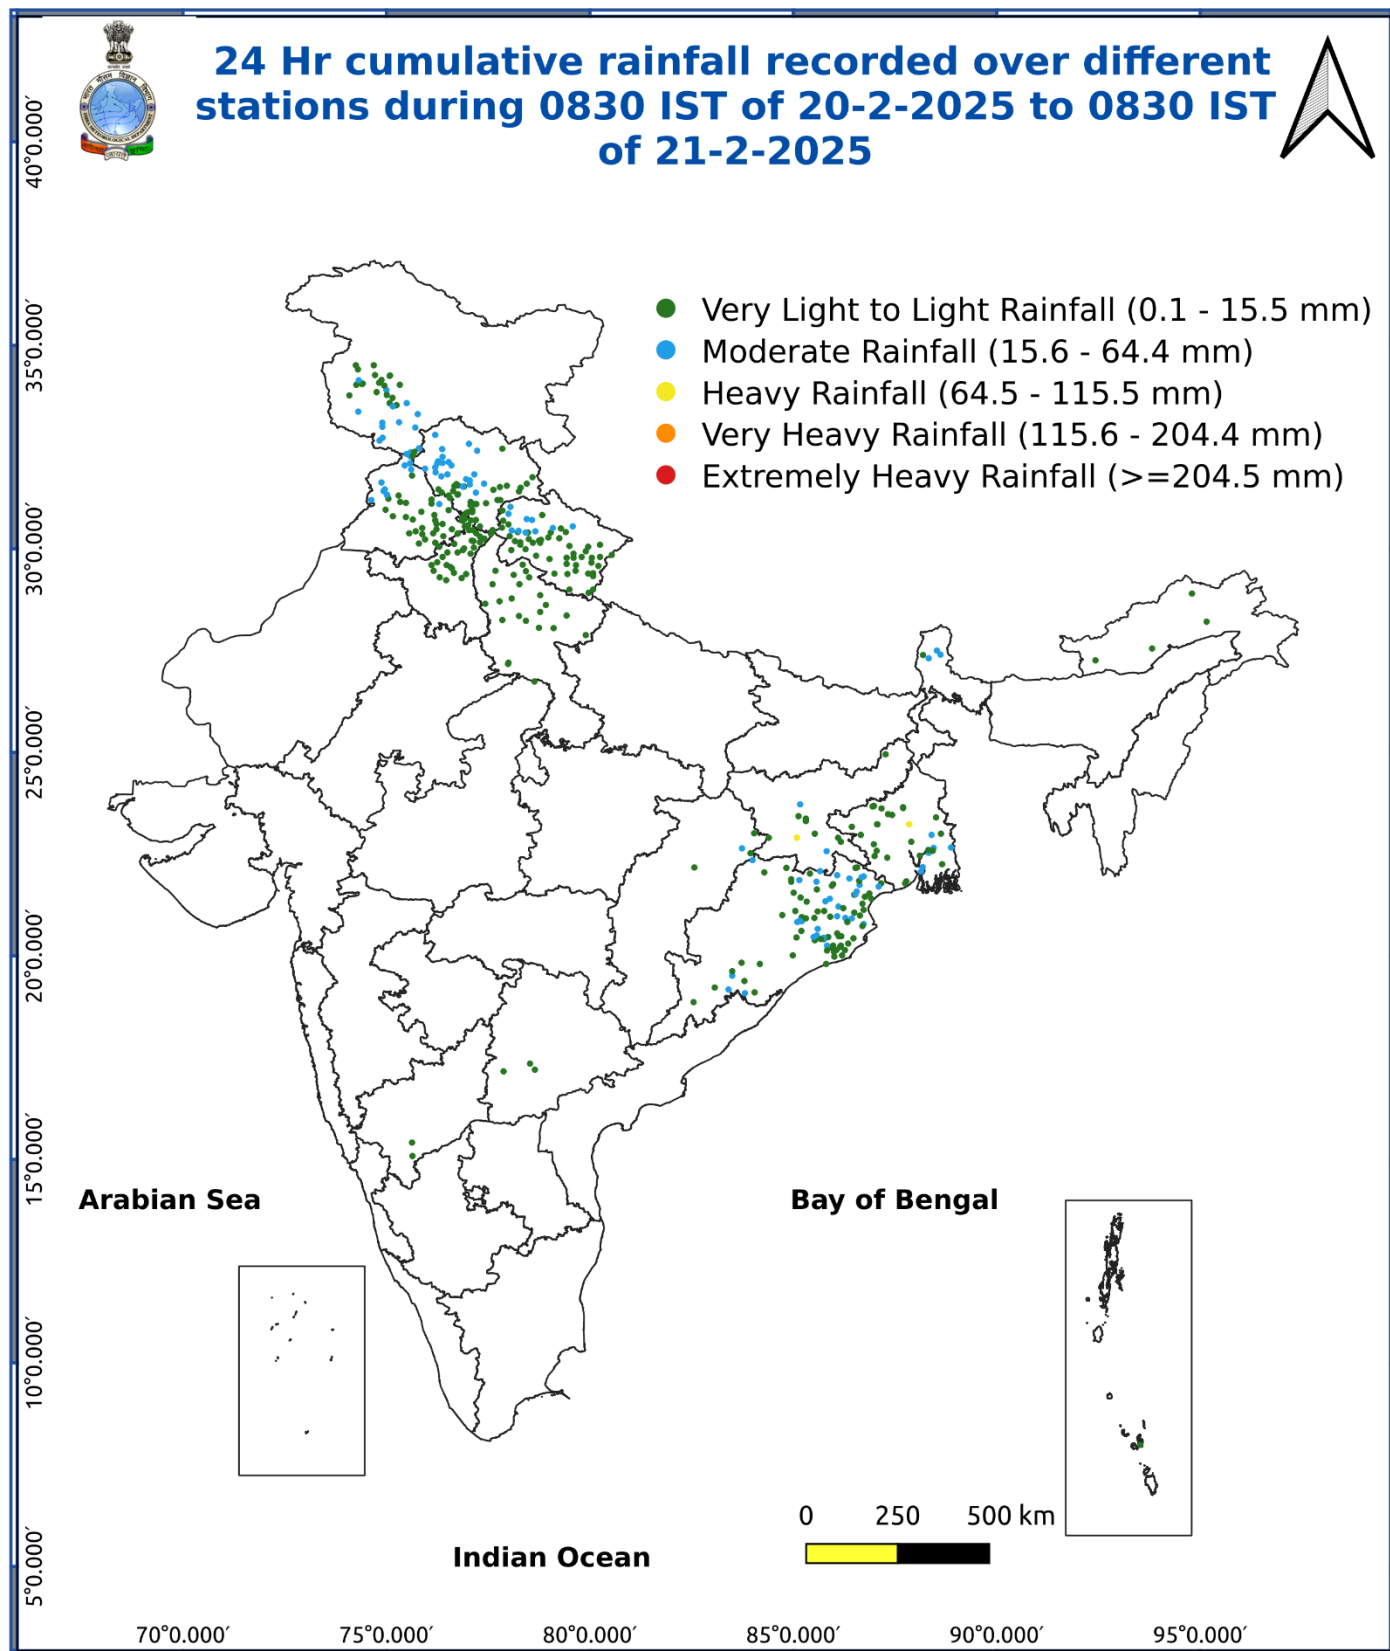 24 Hr cumulative rainfall recorded over different
stations during 0830 IST of 20-2-2025 to 0830 IST
of 21-2-2025
40°0.000′
35°0.000′
30°0.000′
25°0.000′
20°0.000′
15°0.000′
10°0.000′
5°0.000′
Very Light to Light Rainfall (0.1 - 15.5 mm)
Moderate Rainfall (15.6 - 64.4 mm)
Heavy Rainfall (64.5 - 115.5 mm)
Very Heavy Rainfall (115.6 - 204.4 mm)
Extremely Heavy Rainfall (>=204.5 mm)
Arabian Sea
Bay of Bengal
Indian Ocean
0 250 500 km
70°0.000′ 75°0.000′ 80°0.000′ 85°0.000′ 90°0.000′ 95°0.000′